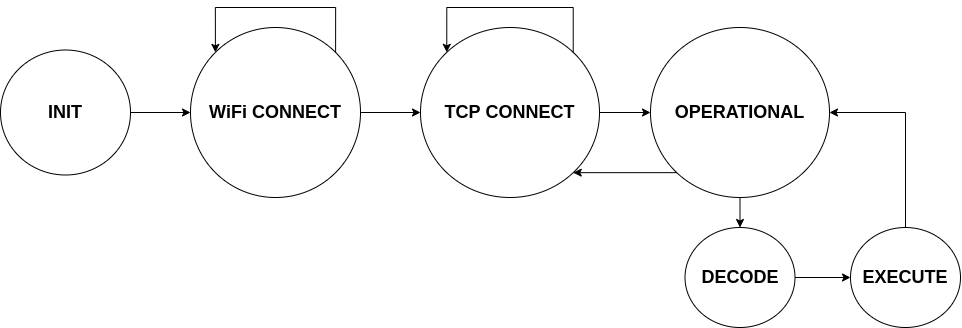 INIT
WiFi CONNECT
TCP CONNECT
OPERATIONAL
DECODE
EXECUTE